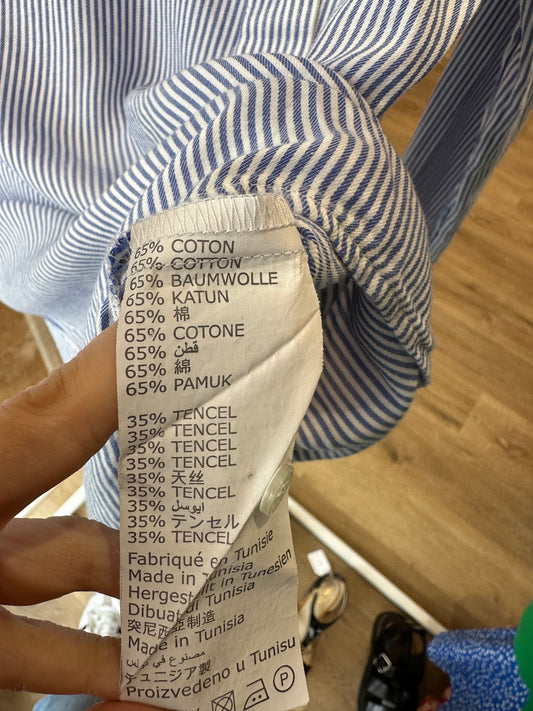 65% COTON
65% COTTON
65% BAUMWOLLE
65% KATUN
65% 棉
65% COTONE
65% قطن
65% 綿
65% PAMUK
35% TENCEL
35% TENCEL
35% TENCEL
35% TENCEL
35% 天丝
35% TENCEL
35% ايوسل
35% テンセル
35% TENCEL
Fabriqué en Tunisie
Made in Tunisia
Hergestellt in Tunesien
Dibuat di Tunisia
突尼西亚制造
Made in Tunisia
مصنوع في تونس
チュニジア製
Proizvedeno u Tunisu
P